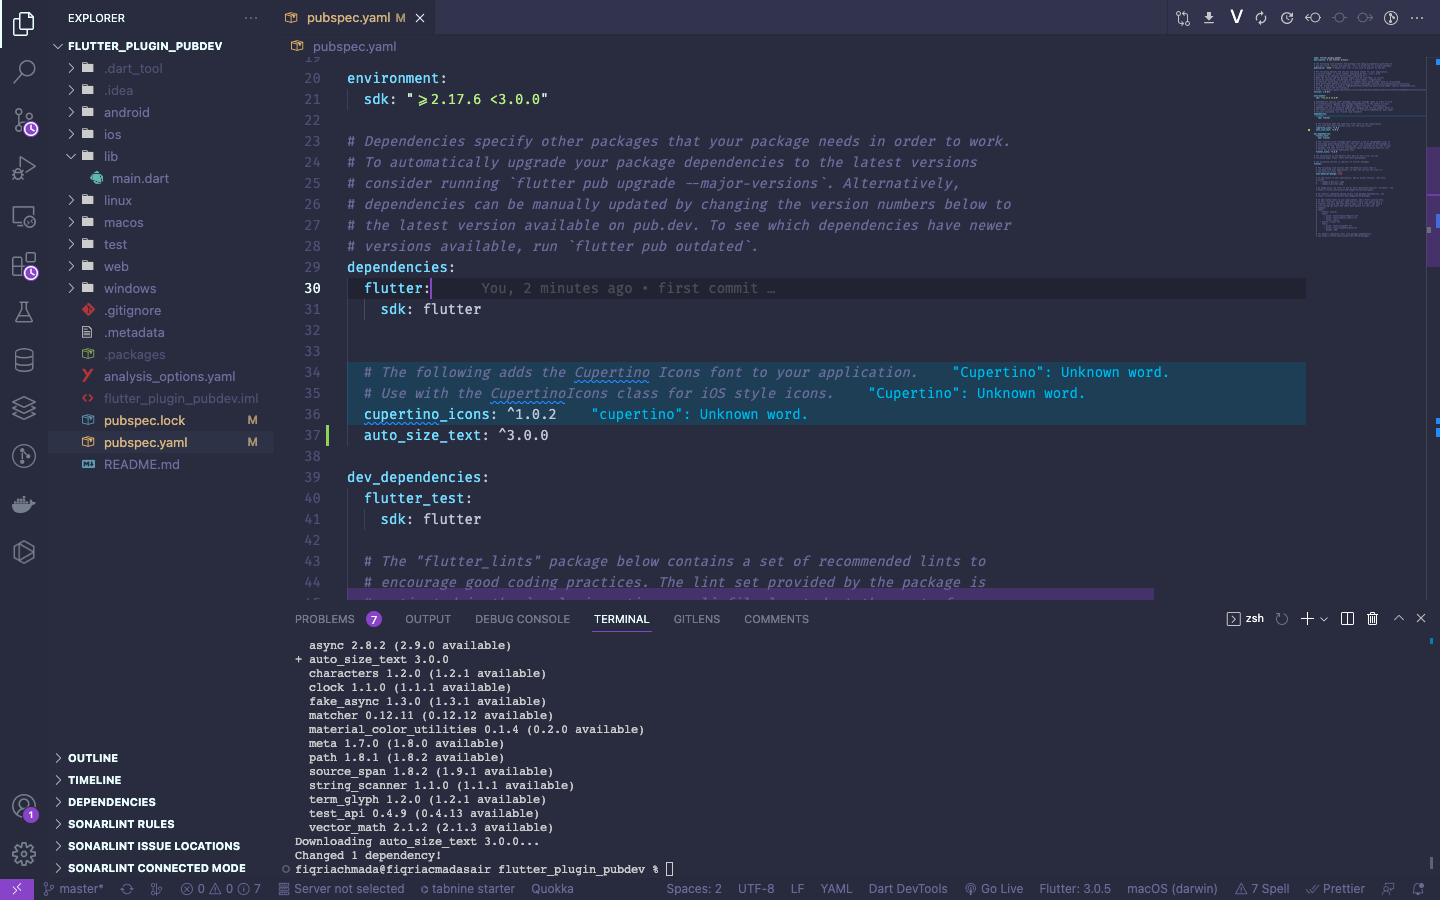 EXPLORER
FLUTTER_PLUGIN_PUBDEV
.dart_tool
.idea
android
ios
lib
main.dart
linux
macos
test
web
windows
.gitignore
.metadata
.packages
analysis_options.yaml
flutter_plugin_pubdev.iml
pubspec.lock M
pubspec.yaml M
README.md
OUTLINE
TIMELINE
DEPENDENCIES
SONARLINT RULES
SONARLINT ISSUE LOCATIONS
SONARLINT CONNECTED MODE
1
pubspec.yaml M
pubspec.yaml
19
20 environment:
21 sdk: "⩾2.17.6 <3.0.0"
22
23 # Dependencies specify other packages that your package needs in order to work.
24 # To automatically upgrade your package dependencies to the latest versions
25 # consider running `flutter pub upgrade --major-versions`. Alternatively,
26 # dependencies can be manually updated by changing the version numbers below to
27 # the latest version available on pub.dev. To see which dependencies have newer
28 # versions available, run `flutter pub outdated`.
29 dependencies:
30 flutter: You, 2 minutes ago • first commit …
31 sdk: flutter
32
33
34 # The following adds the Cupertino Icons font to your application. "Cupertino": Unknown word.
35 # Use with the CupertinoIcons class for iOS style icons. "Cupertino": Unknown word.
36 cupertino_icons: ^1.0.2 "cupertino": Unknown word.
37 auto_size_text: ^3.0.0
38
39 dev_dependencies:
40 flutter_test:
41 sdk: flutter
42
43 # The "flutter_lints" package below contains a set of recommended lints to
44 # encourage good coding practices. The lint set provided by the package is
PROBLEMS 7 OUTPUT DEBUG CONSOLE TERMINAL GITLENS COMMENTS zsh
async 2.8.2 (2.9.0 available)
+ auto_size_text 3.0.0
characters 1.2.0 (1.2.1 available)
clock 1.1.0 (1.1.1 available)
fake_async 1.3.0 (1.3.1 available)
matcher 0.12.11 (0.12.12 available)
material_color_utilities 0.1.4 (0.2.0 available)
meta 1.7.0 (1.8.0 available)
path 1.8.1 (1.8.2 available)
source_span 1.8.2 (1.9.1 available)
string_scanner 1.1.0 (1.1.1 available)
term_glyph 1.2.0 (1.2.1 available)
test_api 0.4.9 (0.4.13 available)
vector_math 2.1.2 (2.1.3 available)
Downloading auto_size_text 3.0.0...
Changed 1 dependency!
fiqriachmada@fiqriacmadasair flutter_plugin_pubdev %
master* 0 0 7 Server not selected tabnine starter Quokka Spaces: 2 UTF-8 LF YAML Dart DevTools Go Live Flutter: 3.0.5 macOS (darwin) 7 Spell Prettier